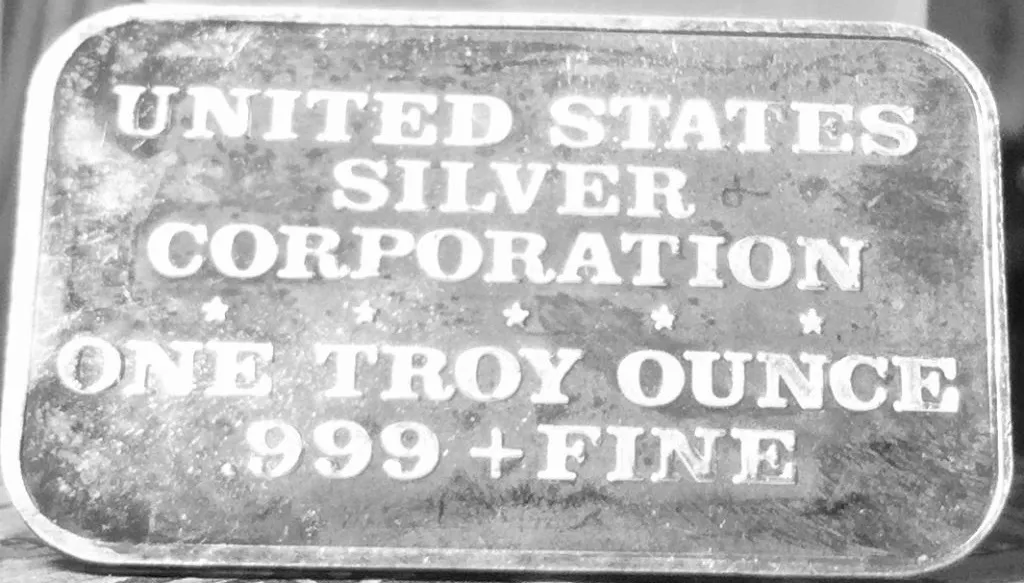 UNITED STATES
SILVER
CORPORATION
ONE TROY OUNCE
.999 + FINE